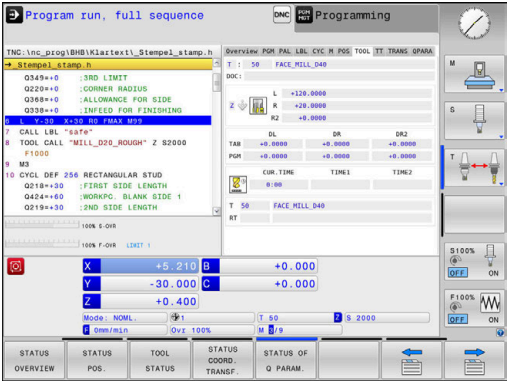 Program run, full sequence
DNC PGM MGT Programming
TNC:\nc_prog\BHB\Klartext\_Stempel_stamp.h
→_Stempel_stamp.h
Q349=+0 ;3RD LIMIT
Q220=+0 ;CORNER RADIUS
Q368=+0 ;ALLOWANCE FOR SIDE
Q338=+0 ;INFEED FOR FINISHING
6 L Y-30 X+30 R0 FMAX M99
7 CALL LBL "safe"
8 TOOL CALL "MILL_D20_ROUGH" Z S2000
F1000
9 M3
10 CYCL DEF 256 RECTANGULAR STUD
Q218=+30 ;FIRST SIDE LENGTH
Q424=+60 ;WORKPC. BLANK SIDE 1
Q219=+30 ;2ND SIDE LENGTH
100% S-OVR
100% F-OVR LIMIT 1
Overview PGM PAL LBL CYC M POS TOOL TT TRANS QPARA
T : 50 FACE_MILL_D40
DOC:
L +120.0000
Z R +20.0000
R2 +0.0000
DL DR DR2
TAB +0.0000 +0.0000 +0.0000
PGM +0.0000 +0.0000 +0.0000
CUR.TIME TIME1 TIME2
0:00
T 50 FACE_MILL_D40
RT
X +5.210 B +0.000
Y -30.000 C +0.000
Z +0.400
Mode: NOML. 1 T 50 Z S 2000
F 0mm/min Ovr 100% M 3/9
M
S
T
S100%
OFF ON
F100%
OFF ON
STATUS OVERVIEW
STATUS POS.
TOOL STATUS
STATUS COORD. TRANSF.
STATUS OF Q PARAM.